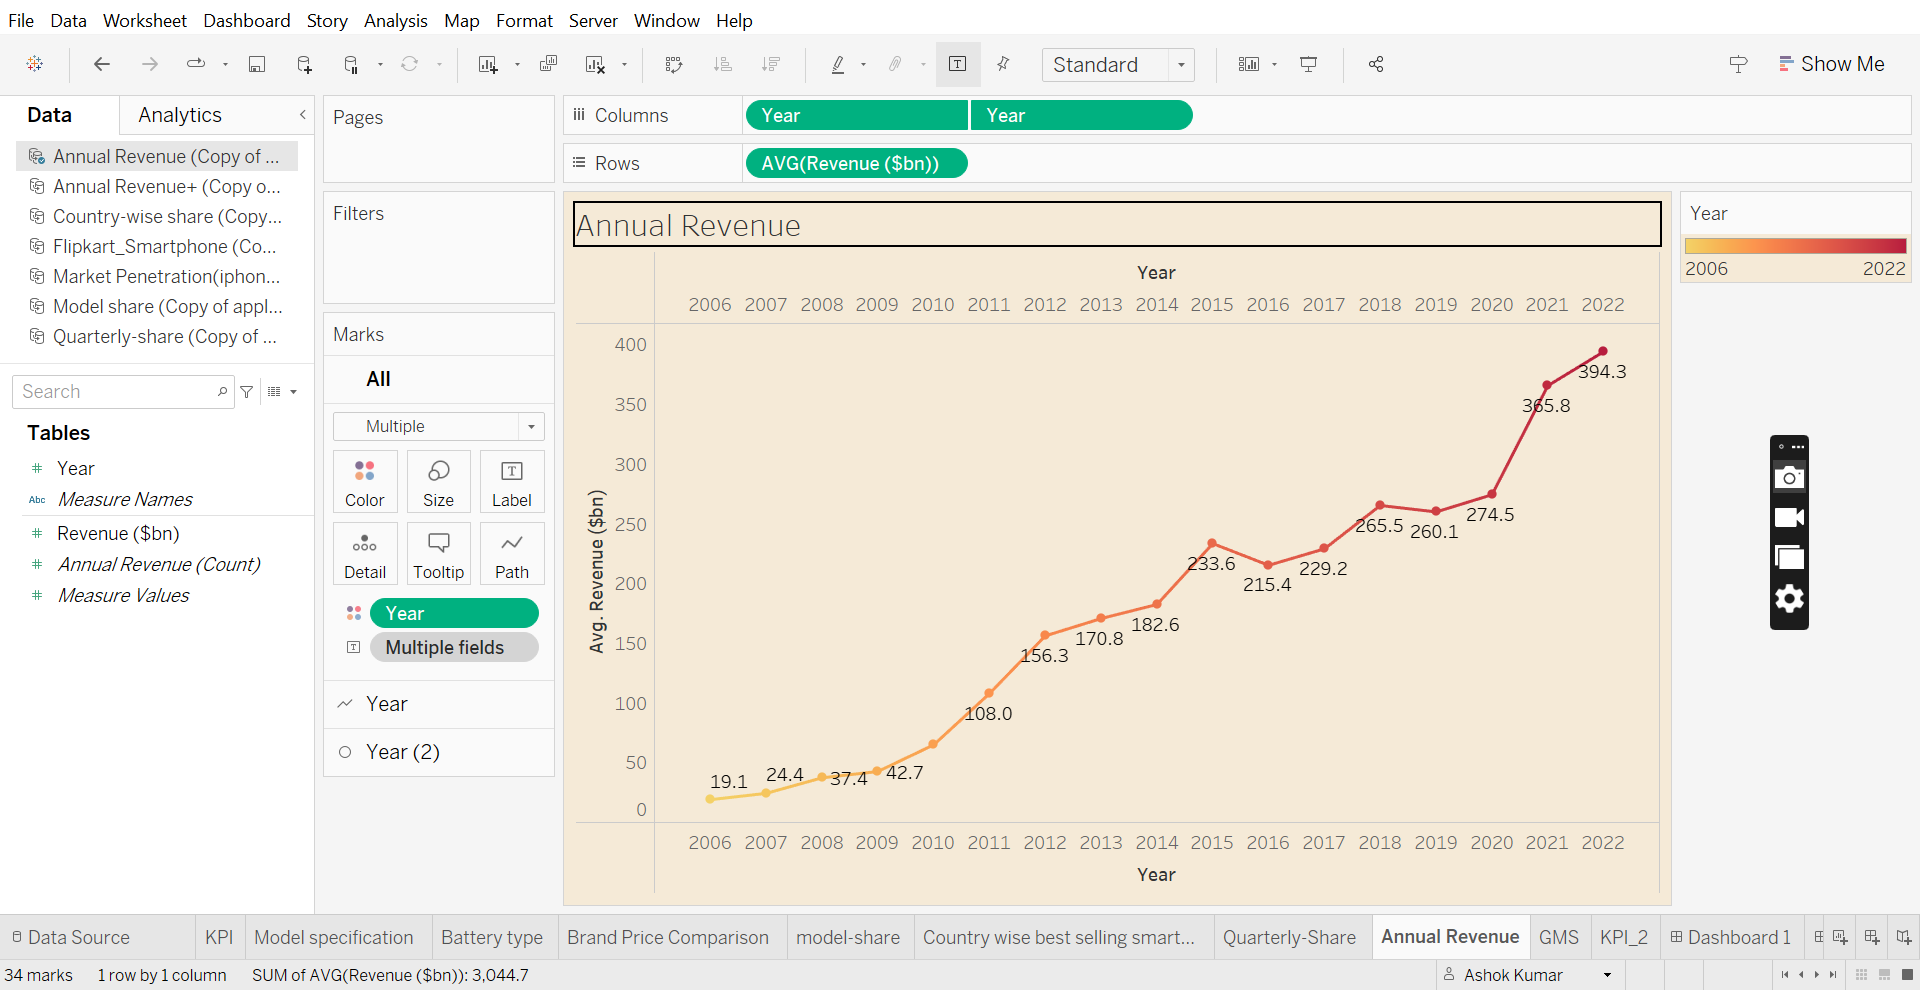 File Data Worksheet Dashboard Story Analysis Map Format Server Window Help
Standard
Show Me
Data Analytics
Annual Revenue (Copy of ...
Annual Revenue+ (Copy o...
Country-wise share (Copy...
Flipkart_Smartphone (Co...
Market Penetration(iphon...
Model share (Copy of appl...
Quarterly-share (Copy of ...
Search
Tables
# Year
Abc Measure Names
# Revenue ($bn)
# Annual Revenue (Count)
# Measure Values
Pages
Filters
Marks
All
Multiple
Color Size Label
Detail Tooltip Path
Year
Multiple fields
Year
Year (2)
Columns Year Year
Rows AVG(Revenue ($bn))
Annual Revenue
Year
2006 2007 2008 2009 2010 2011 2012 2013 2014 2015 2016 2017 2018 2019 2020 2021 2022
Avg. Revenue ($bn)
400
350
300
250
200
150
100
50
0
19.1
24.4
37.4
42.7
108.0
156.3
170.8
182.6
233.6
215.4
229.2
265.5
260.1
274.5
365.8
394.3
2006 2007 2008 2009 2010 2011 2012 2013 2014 2015 2016 2017 2018 2019 2020 2021 2022
Year
Year
2006 2022
Data Source KPI Model specification Battery type Brand Price Comparison model-share Country wise best selling smart... Quarterly-Share Annual Revenue GMS KPI_2 Dashboard 1
34 marks 1 row by 1 column SUM of AVG(Revenue ($bn)): 3,044.7 Ashok Kumar